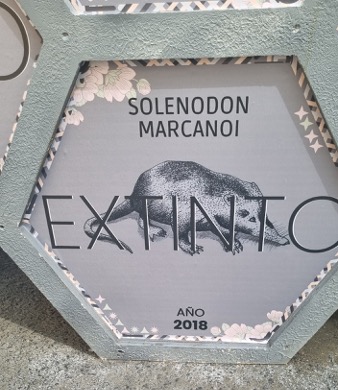 SOLENODON
MARCANOI
EXTINTO
AÑO
2018